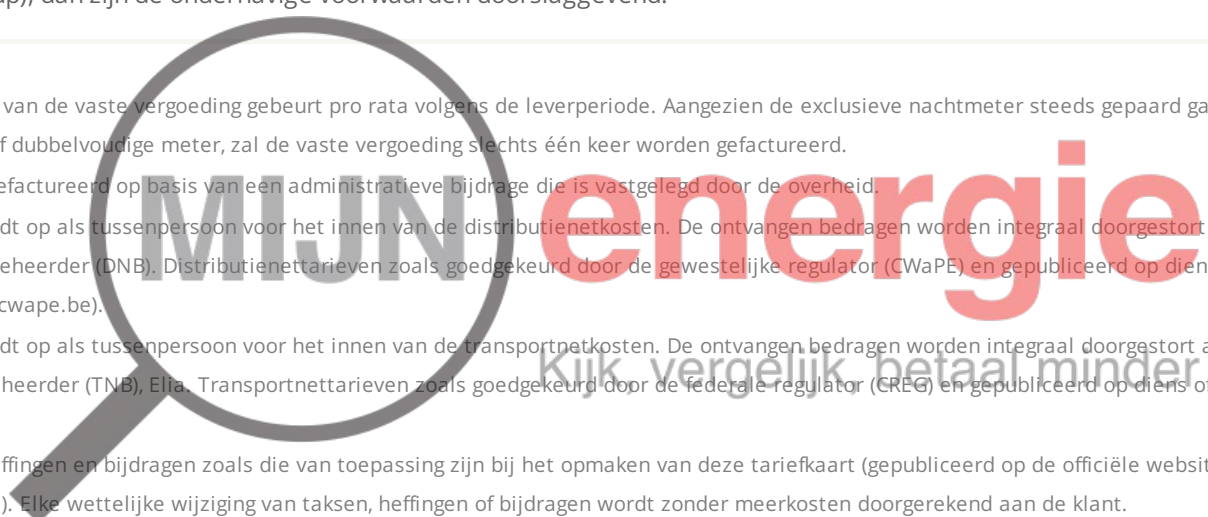 dan zijn de onderhavige voorwaarden doorslaggevend.
van de vaste vergoeding gebeurt pro rata volgens de leverperiode. Aangezien de exclusieve nachtmeter steeds gepaard ga
f dubbelvoudige meter, zal de vaste vergoeding slechts één keer worden gefactureerd.
efactureerd op basis van een administratieve bijdrage die is vastgelegd door de overheid.
dt op als tussenpersoon voor het innen van de distributienetkosten. De ontvangen bedragen worden integraal doorgestort
eheerder (DNB). Distributienettarieven zoals goedgekeurd door de gewestelijke regulator (CWaPE) en gepubliceerd op dien
cwape.be).
dt op als tussenpersoon voor het innen van de transportnetkosten. De ontvangen bedragen worden integraal doorgestort a
heerder (TNB), Elia. Transportnettarieven zoals goedgekeurd door de federale regulator (CREG) en gepubliceerd op diens of
ffingen en bijdragen zoals die van toepassing zijn bij het opmaken van deze tariefkaart (gepubliceerd op de officiële websit
). Elke wettelijke wijziging van taksen, heffingen of bijdragen wordt zonder meerkosten doorgerekend aan de klant.
MIJN energie
Kijk, vergelijk, betaal minder